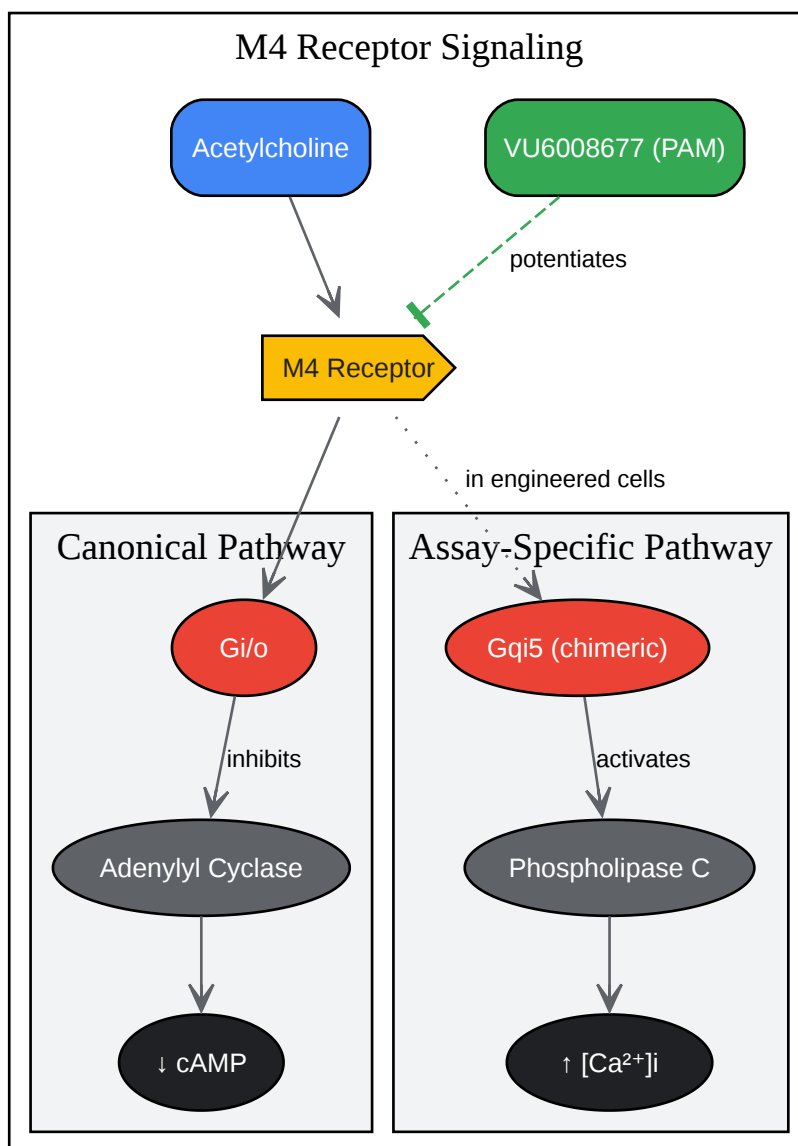 M4 Receptor Signaling
Acetylcholine
VU6008677 (PAM)
potentiates
M4 Receptor
in engineered cells
Canonical Pathway
Assay-Specific Pathway
Gi/o
Gqi5 (chimeric)
inhibits
activates
Adenylyl Cyclase
Phospholipase C
↓ cAMP
↑ [Ca²⁺]i